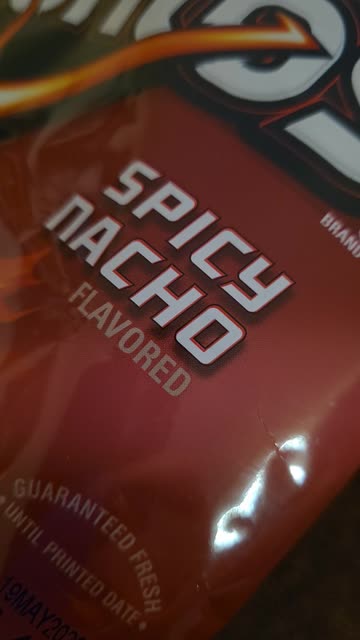 SPICY
NACHO
FLAVORED
GUARANTEED FRESH
• UNTIL PRINTED DATE •